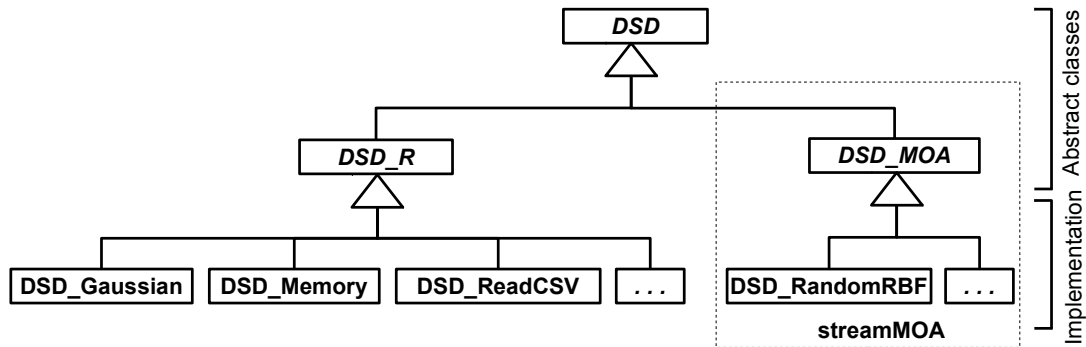 DSD
Abstract classes
DSD_R
DSD_MOA
Implementation
DSD_Gaussian
DSD_Memory
DSD_ReadCSV
. . .
DSD_RandomRBF
. . .
streamMOA